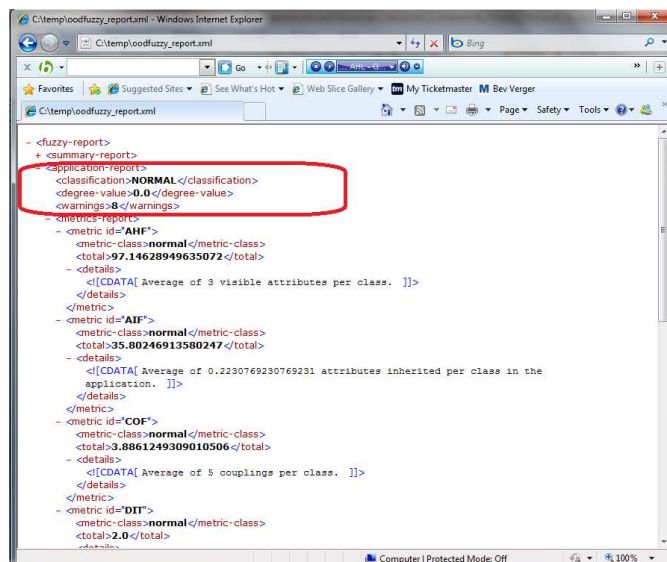 C:\temp\oodfuzzy_report.xml - Windows Internet Explorer
C:\temp\oodfuzzy_report.xml
Bing
Go
AHL - G...
Favorites
Suggested Sites
See What's Hot
Web Slice Gallery
My Ticketmaster
Bev Verger
C:\temp\oodfuzzy_report.xml
Page
Safety
Tools
- <fuzzy-report>
+ <summary-report>
- <application-report>
<classification>NORMAL</classification>
<degree-value>0.0</degree-value>
<warnings>8</warnings>
- <metrics-report>
- <metric id="AHF">
<metric-class>normal</metric-class>
<total>97.14628949635072</total>
- <details>
<![CDATA[ Average of 3 visible attributes per class. ]]>
</details>
</metric>
- <metric id="AIF">
<metric-class>normal</metric-class>
<total>35.80246913580247</total>
- <details>
<![CDATA[ Average of 0.2230769230769231 attributes inherited per class in the
application. ]]>
</details>
</metric>
- <metric id="COF">
<metric-class>normal</metric-class>
<total>3.8861249309010506</total>
- <details>
<![CDATA[ Average of 5 couplings per class. ]]>
</details>
</metric>
- <metric id="DIT">
<metric-class>normal</metric-class>
<total>2.0</total>
<details>
Computer | Protected Mode: Off
100%